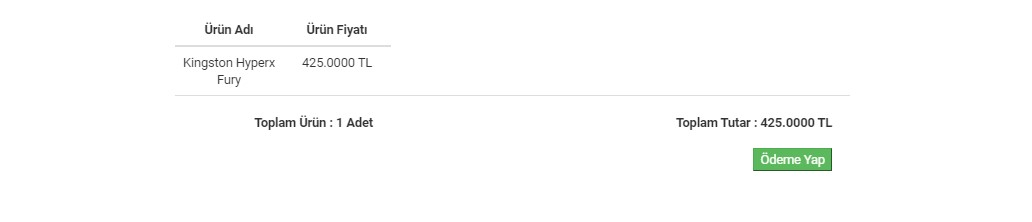 Ürün Adı Ürün Fiyatı
Kingston Hyperx 425.0000 TL
Fury
Toplam Ürün : 1 Adet Toplam Tutar : 425.0000 TL
Ödeme Yap